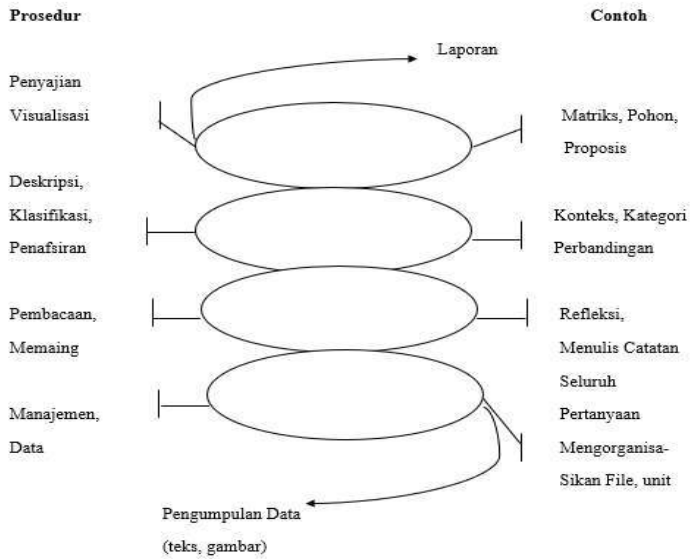 Prosedur
Contoh
Laporan
Penyajian
Visualisasi
Matriks, Pohon,
Proposis
Deskripsi,
Klasifikasi,
Penafsiran
Konteks, Kategori
Perbandingan
Pembacaan,
Memaing
Refleksi,
Menulis Catatan
Seluruh
Pertanyaan
Manajemen,
Data
Mengorganisa-
Sikan File, unit
Pengumpulan Data
(teks, gambar)